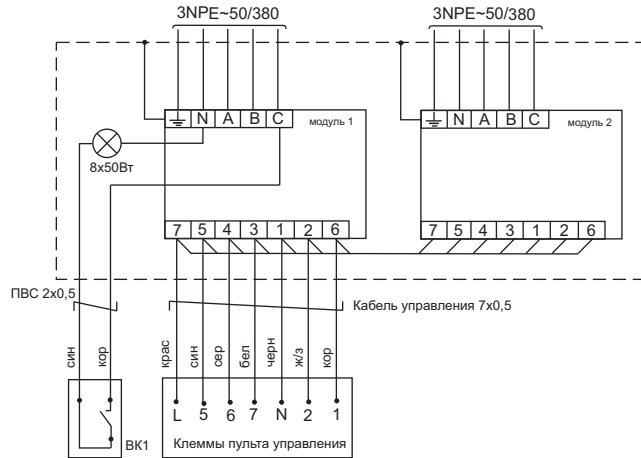 3NPE~50/380
3NPE~50/380
N A B C
модуль 1
N A B C
модуль 2
8х50Вт
7 5 4 3 1 2 6
7 5 4 3 1 2 6
ПВС 2х0,5
Кабель управления 7х0,5
син
кор
крас
син
сер
бел
черн
ж/з
кор
L 5 6 7 N 2 1
ВК1
Клеммы пульта управления